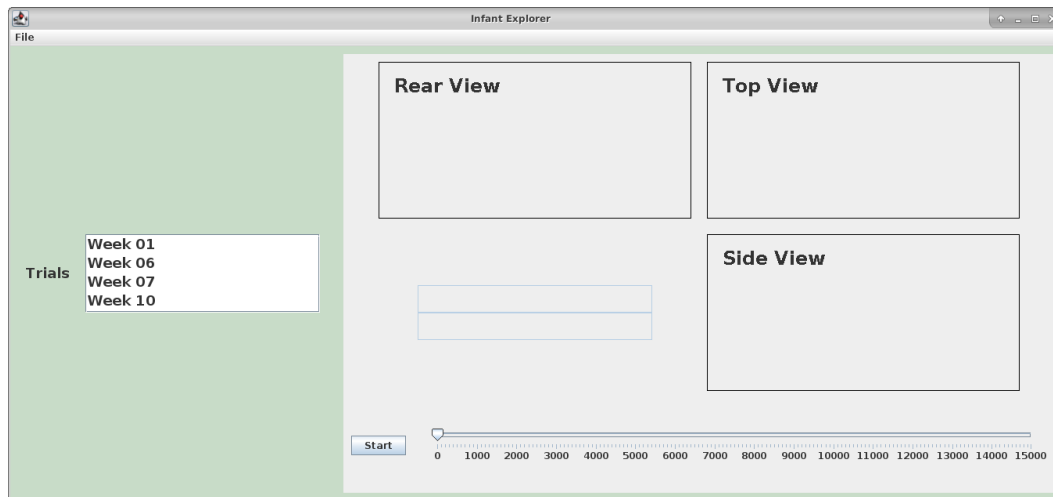 Infant Explorer
File
Rear View
Top View
Trials
Week 01
Week 06
Week 07
Week 10
Side View
Start
0 1000 2000 3000 4000 5000 6000 7000 8000 9000 10000 11000 12000 13000 14000 15000